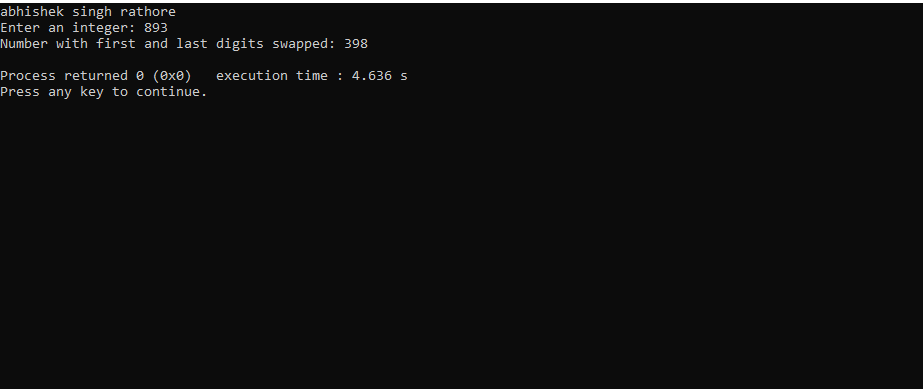 abhishek singh rathore
Enter an integer: 893
Number with first and last digits swapped: 398
Process returned 0 (0x0)   execution time : 4.636 s
Press any key to continue.